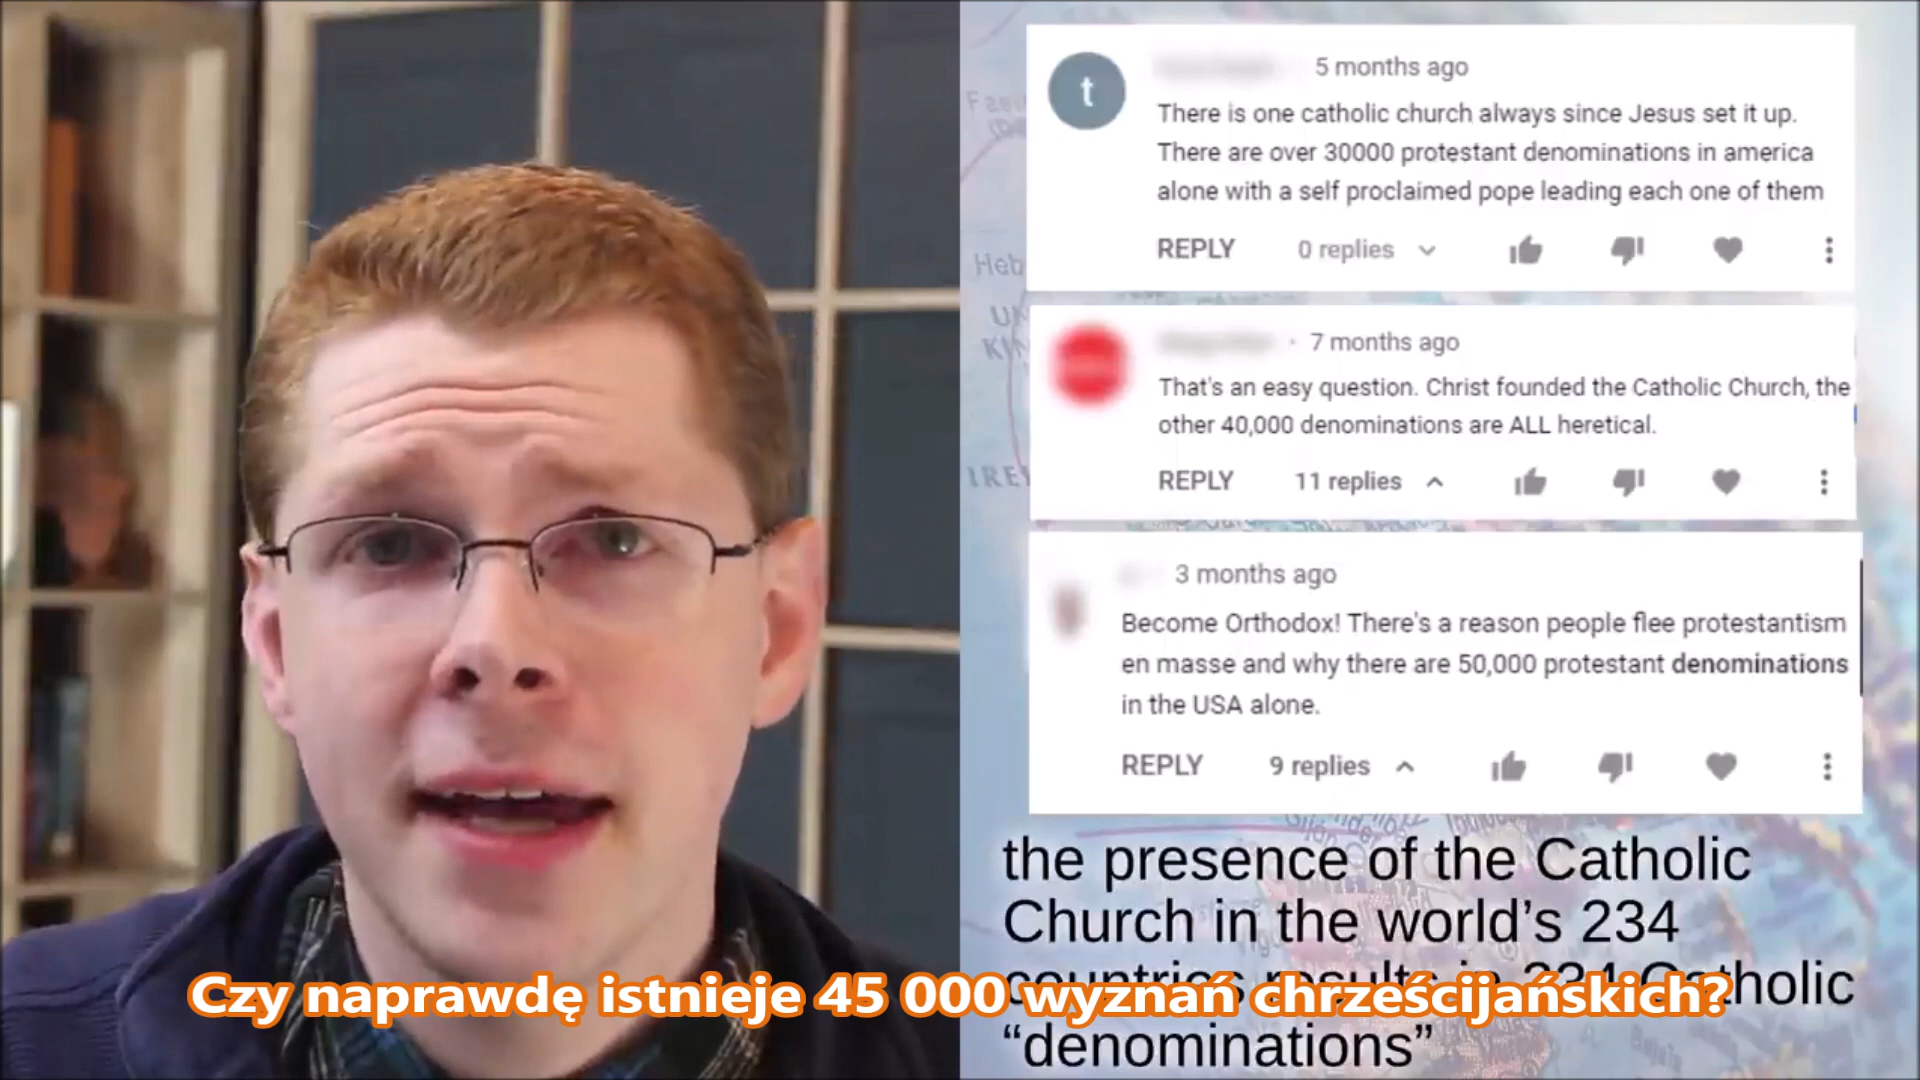 t
5 months ago
There is one catholic church always since Jesus set it up.
There are over 30000 protestant denominations in america
alone with a self proclaimed pope leading each one of them
REPLY 0 replies
7 months ago
That's an easy question. Christ founded the Catholic Church, the
other 40,000 denominations are ALL heretical.
REPLY 11 replies
3 months ago
Become Orthodox! There's a reason people flee protestantism
en masse and why there are 50,000 protestant denominations
in the USA alone.
REPLY 9 replies
the presence of the Catholic
Church in the world’s 234
countries results in 234 Catholic
“denominations”
Czy naprawdę istnieje 45 000 wyznań chrześcijańskich?